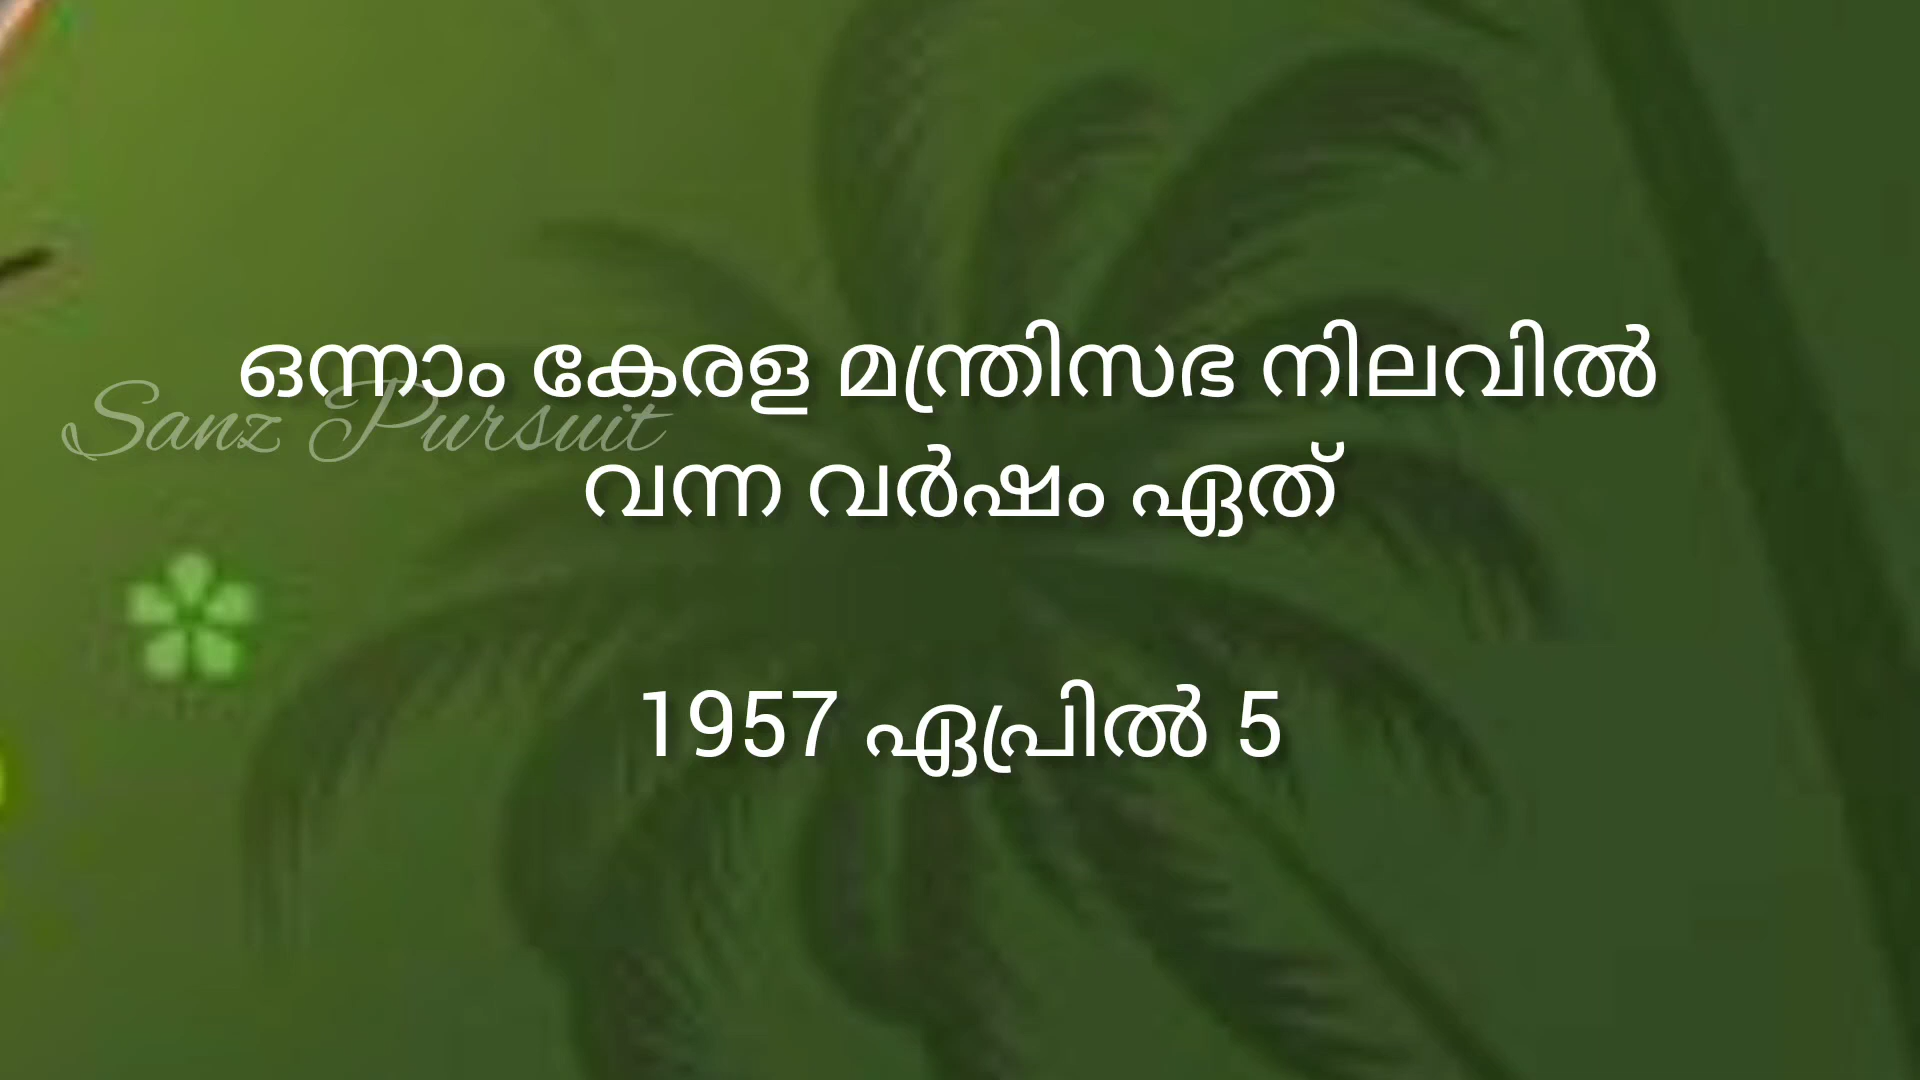 ഒന്നാം കേരള മന്ത്രിസഭ നിലവിൽ
Sanz Pursuit
വന്ന വർഷം ഏത്
1957 ഏപ്രിൽ 5